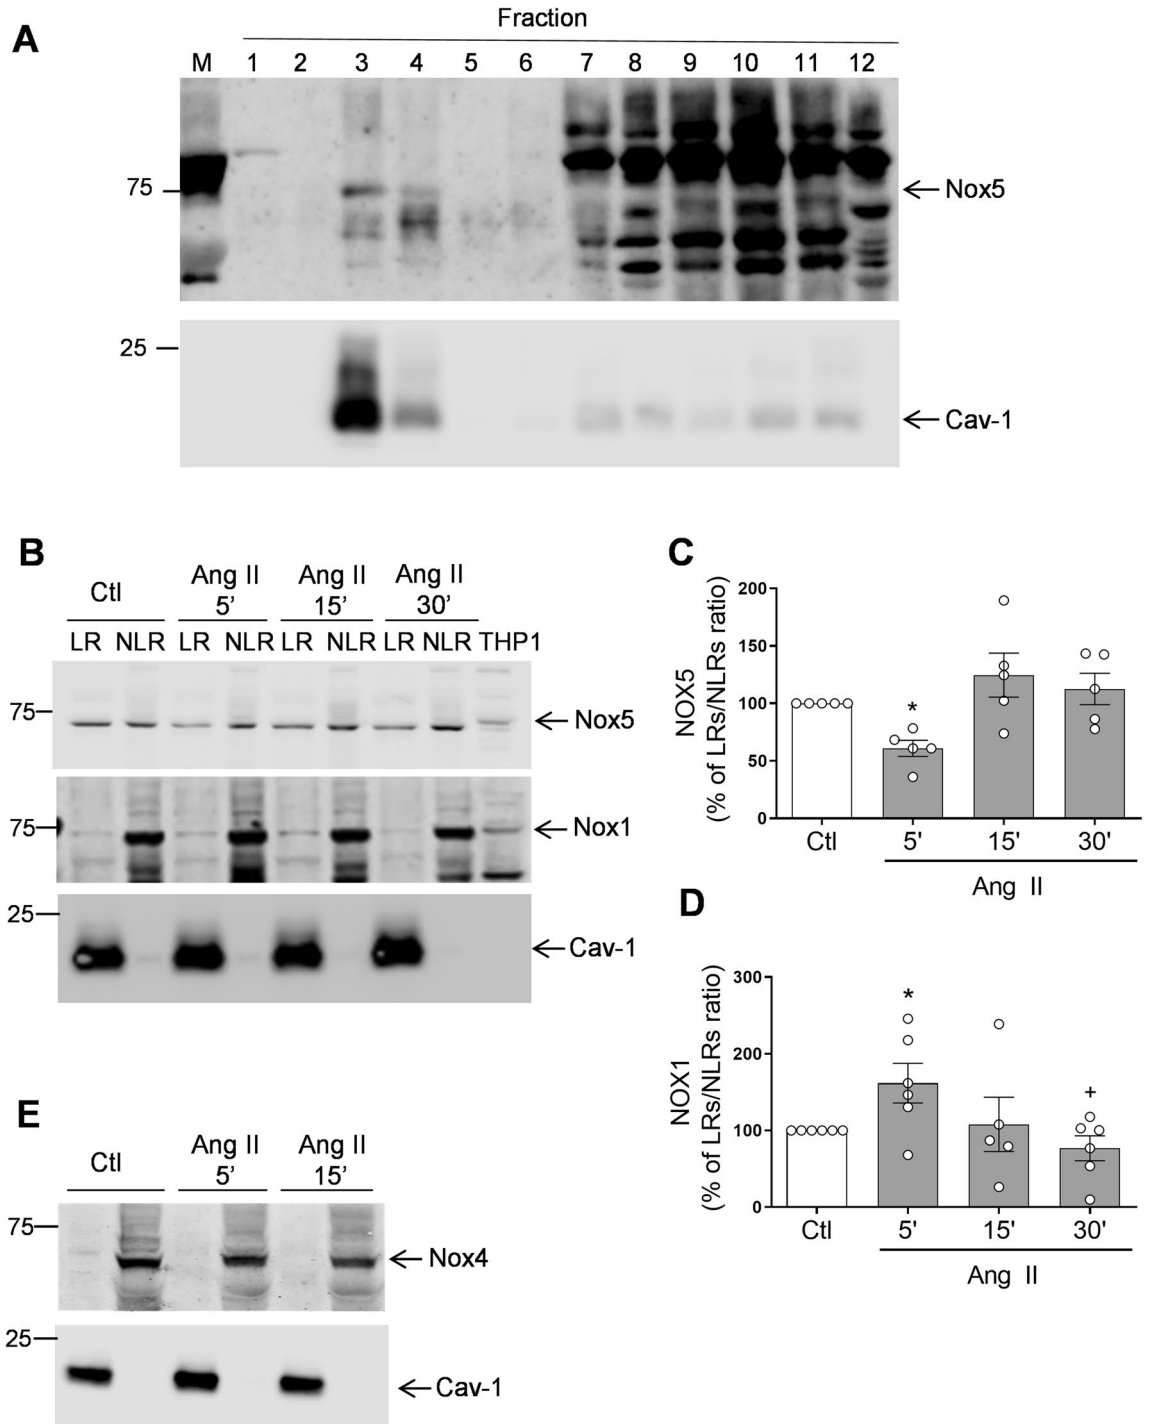 A
Fraction
M 1 2 3 4 5 6 7 8 9 10 11 12
75
Nox5
25
Cav-1
B
Ctl
Ang II
5’
Ang II
15’
Ang II
30’
LR NLR LR NLR LR NLR LR NLR THP1
75
Nox5
75
Nox1
25
Cav-1
C
NOX5
(% of LRs/NLRs ratio)
200
150
100
50
0
*
Ctl 5' 15' 30'
Ang II
D
NOX1
(% of LRs/NLRs ratio)
300
200
100
0
*
+
Ctl 5' 15' 30'
Ang II
E
Ctl
Ang II
5’
Ang II
15’
75
Nox4
25
Cav-1